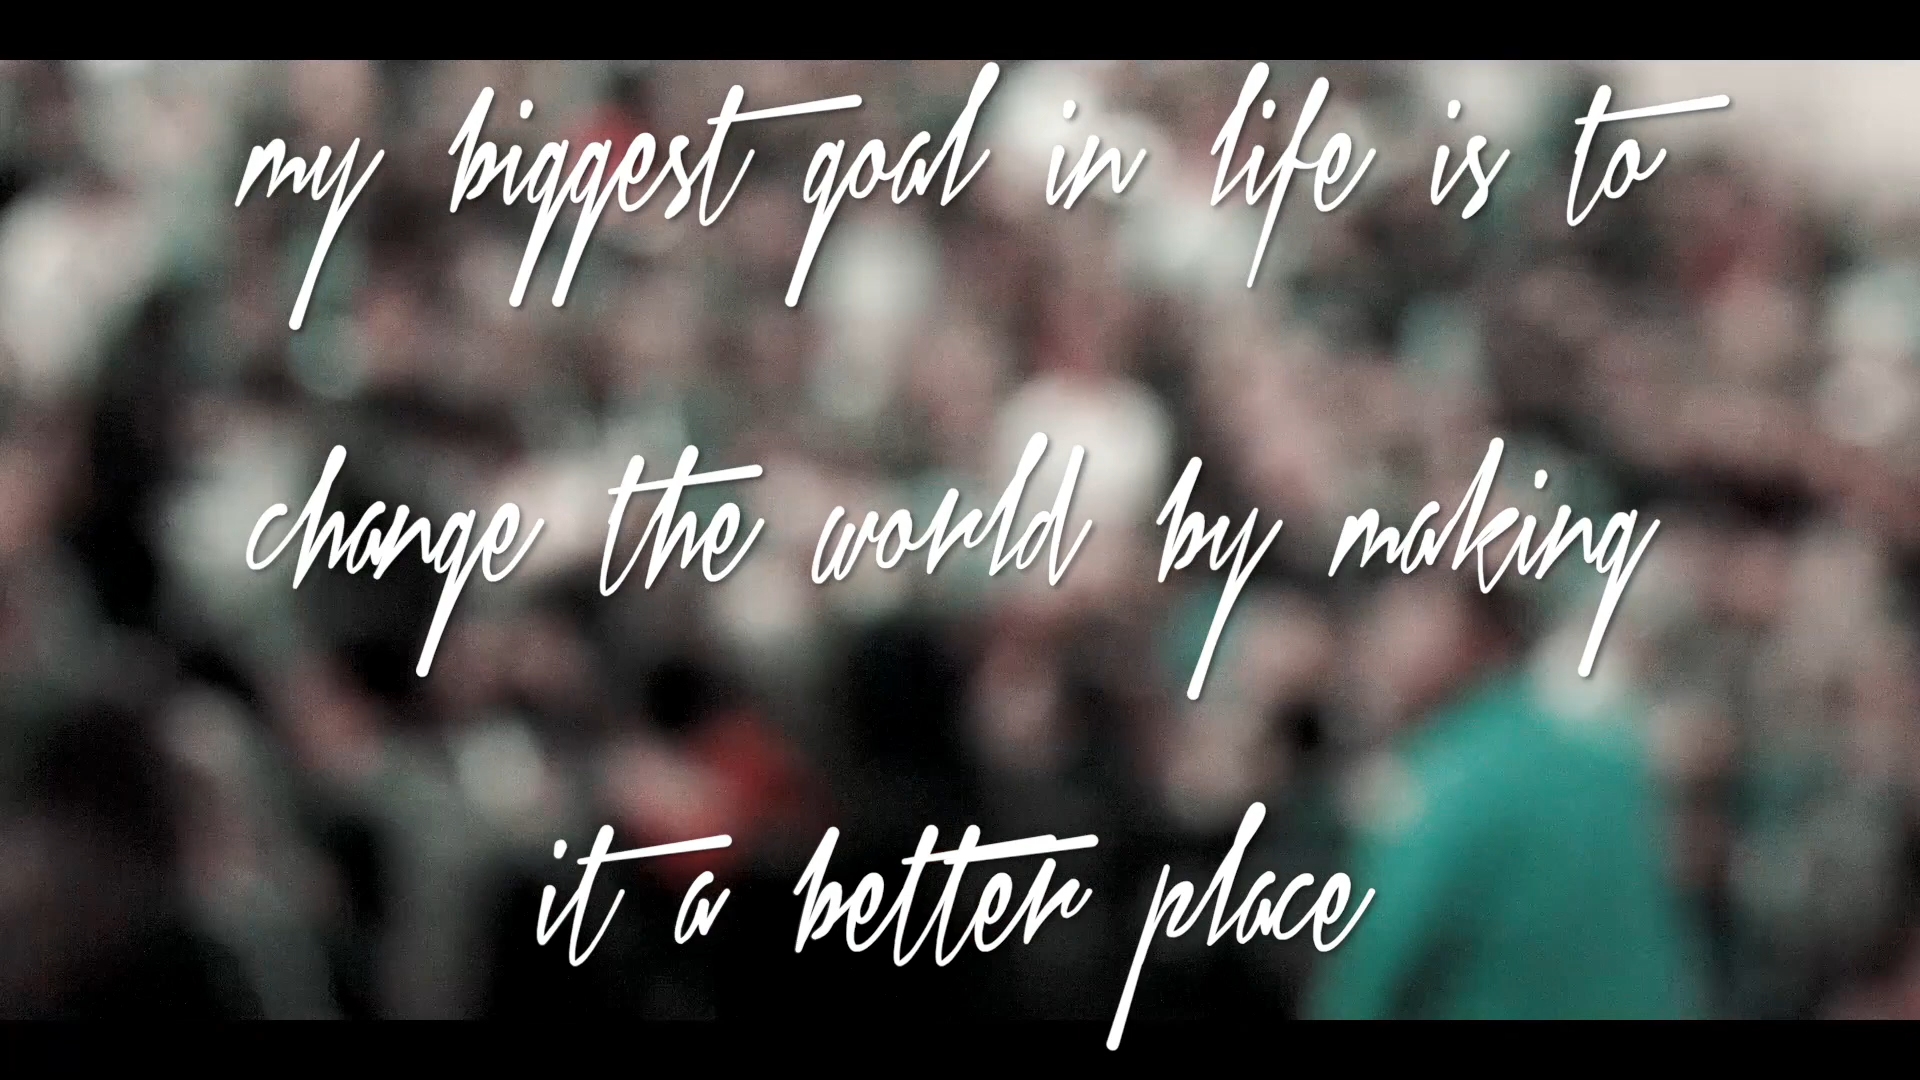 my biggest goal in life is to
change the world by making
it a better place